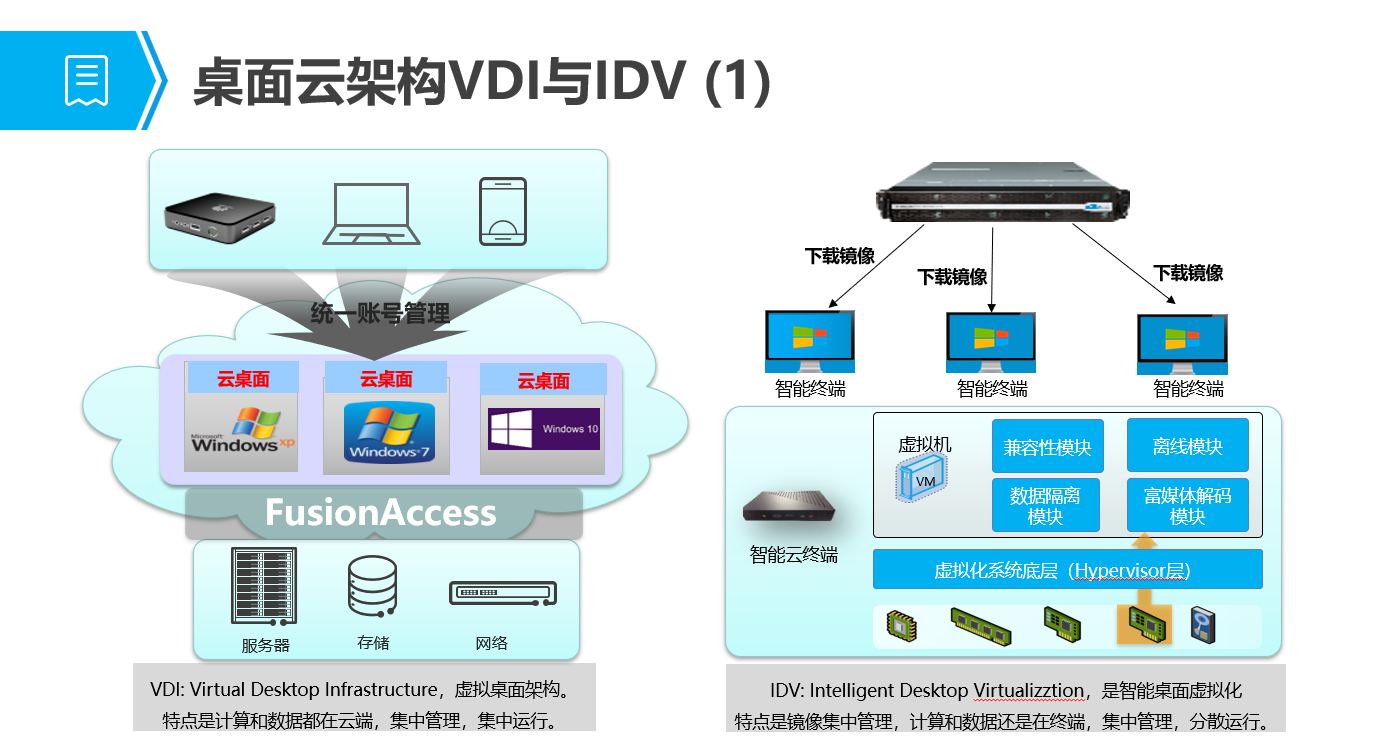 桌面云架构VDI与IDV (1)
统一账号管理
云桌面
云桌面
云桌面
Microsoft
Windows xp
Windows 7
Windows 10
FusionAccess
服务器
存储
网络
VDI: Virtual Desktop Infrastructure，虚拟桌面架构。
特点是计算和数据都在云端，集中管理，集中运行。
下载镜像
下载镜像
下载镜像
智能终端
智能终端
智能终端
虚拟机
VM
兼容性模块
离线模块
数据隔离
模块
富媒体解码
模块
智能云终端
虚拟化系统底层（Hypervisor层）
IDV: Intelligent Desktop Virtualizztion，是智能桌面虚拟化
特点是镜像集中管理，计算和数据还是在终端，集中管理，分散运行。